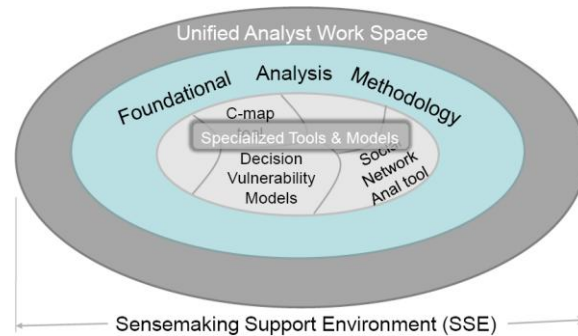 Unified Analyst Work Space
Foundational Analysis Methodology
C-map
Specialized Tools & Models
Decision
Vulnerability
Models
Network
Anal tool
Sensemaking Support Environment (SSE)